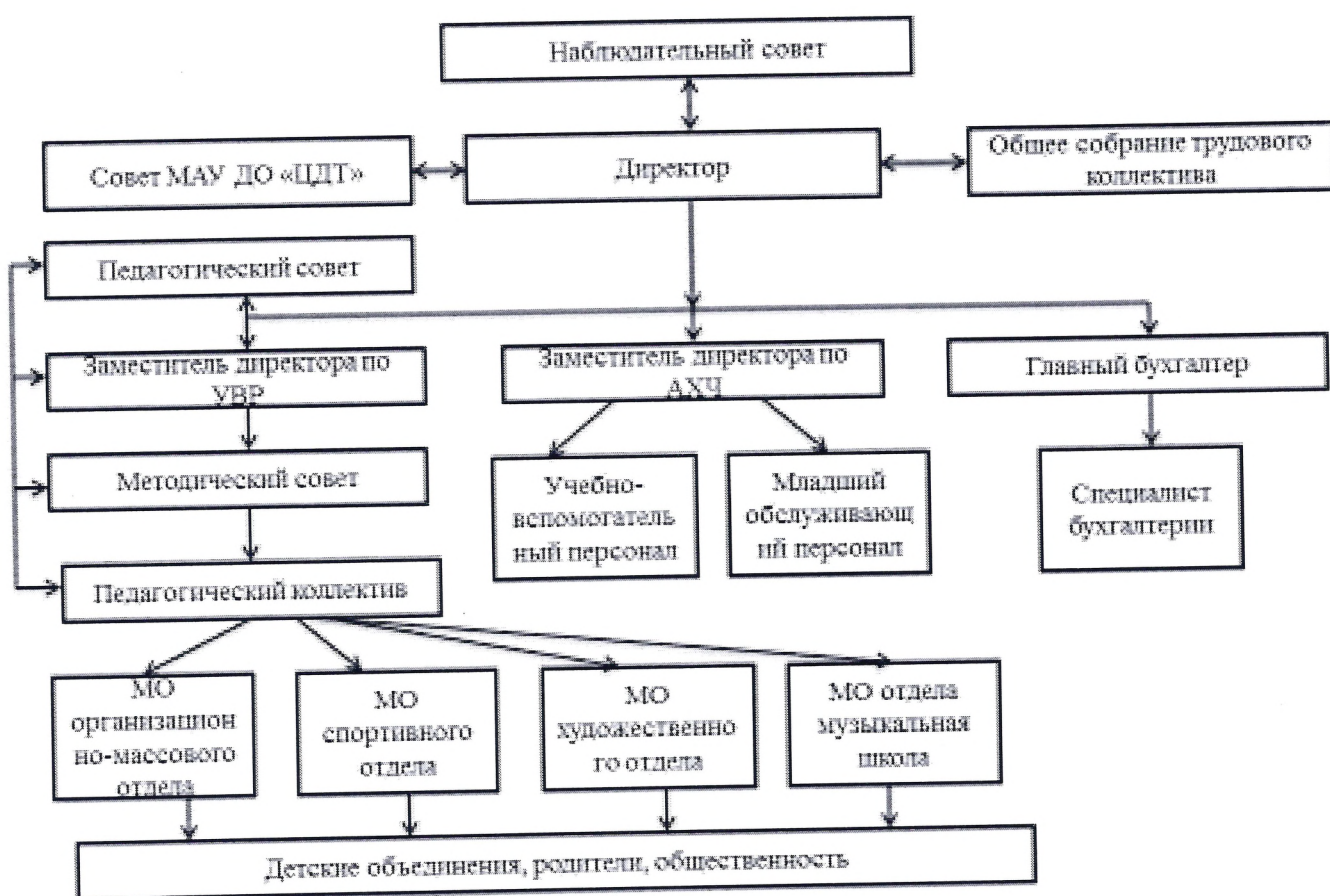 Наблюдательный совет
Совет МАУ ДО «ЦДТ»
Директор
Общее собрание трудового
коллектива
Педагогический совет
Заместитель директора по
УВР
Заместитель директора по
АХЧ
Главный бухгалтер
Методический совет
Учебно-
вспомогатель
ный персонал
Младший
обслуживающ
ий персонал
Специалист
бухгалтерии
Педагогический коллектив
МО
организацион
но-массового
отдела
МО
спортивного
отдела
МО
художественно
го отдела
МО отдела
музыкальная
школа
Детские объединения, родители, общественность